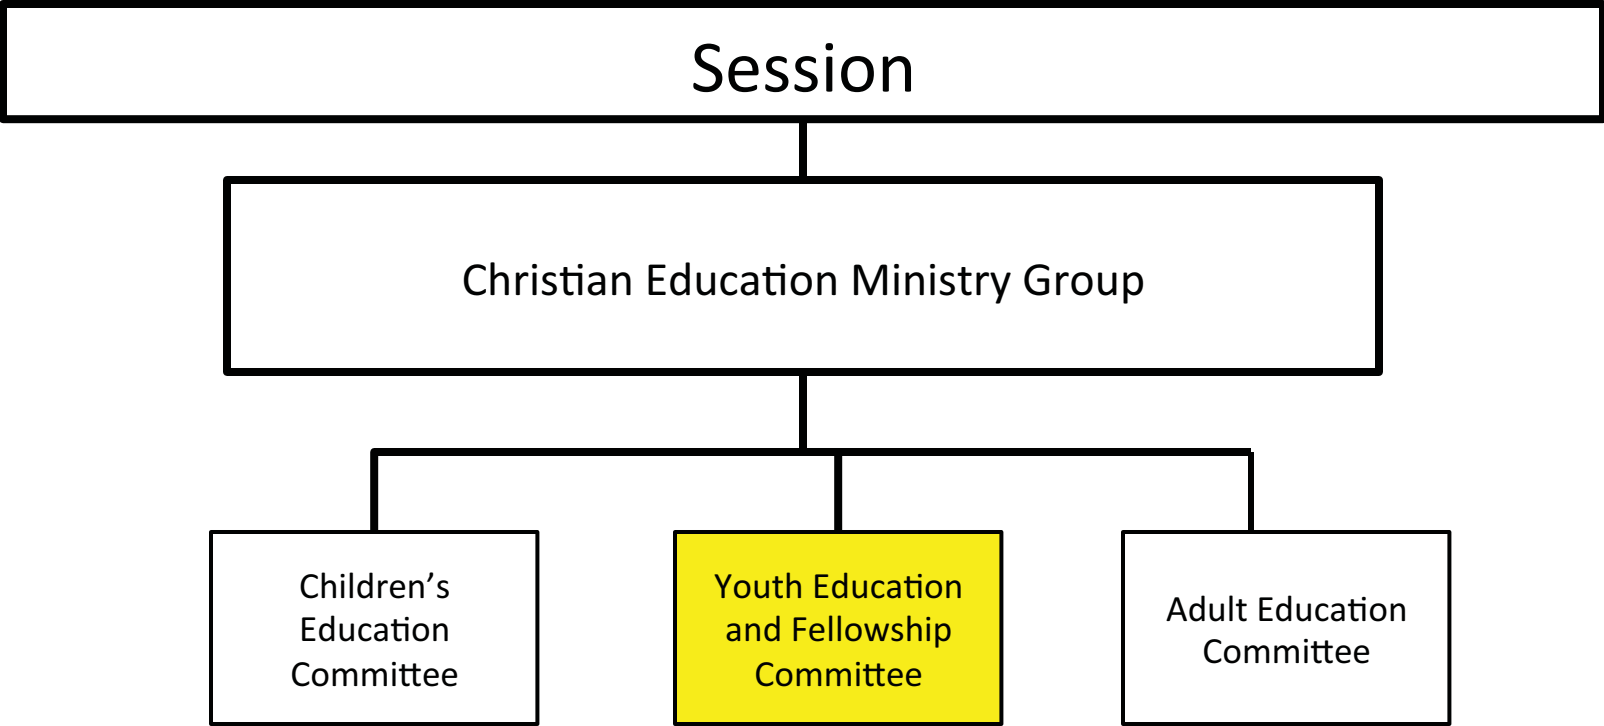 Session
Christian Education Ministry Group
Children’s
Education
Committee
Youth Education
and Fellowship
Committee
Adult Education
Committee